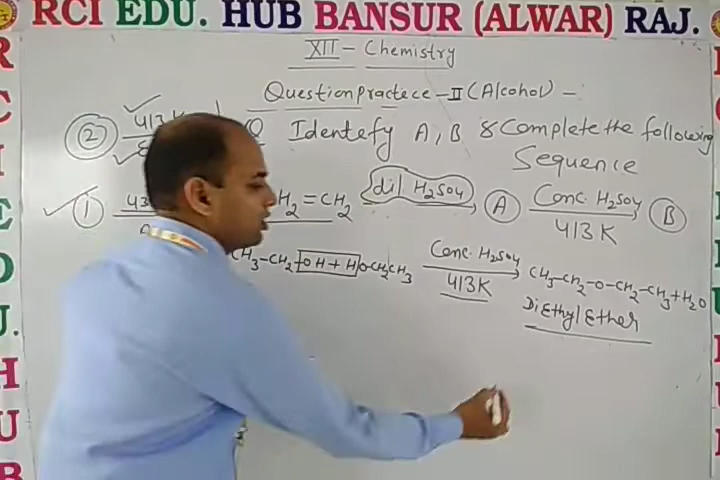 RCI EDU. HUB BANSUR (ALWAR) RAJ.
XII - Chemistry
Question practece - II (Alcohol) -
② 413 K
Q Identefy A, B & Complete the following
Sequence
① H2=CH2 dil H2SO4 Ⓐ Conc. H2SO4 Ⓑ
413 K
CH3-CH2-OH+H O-CH2CH3 Conc. H2SO4 CH3-CH2-O-CH2-CH3+H2O
413K
Di Ethyl Ether